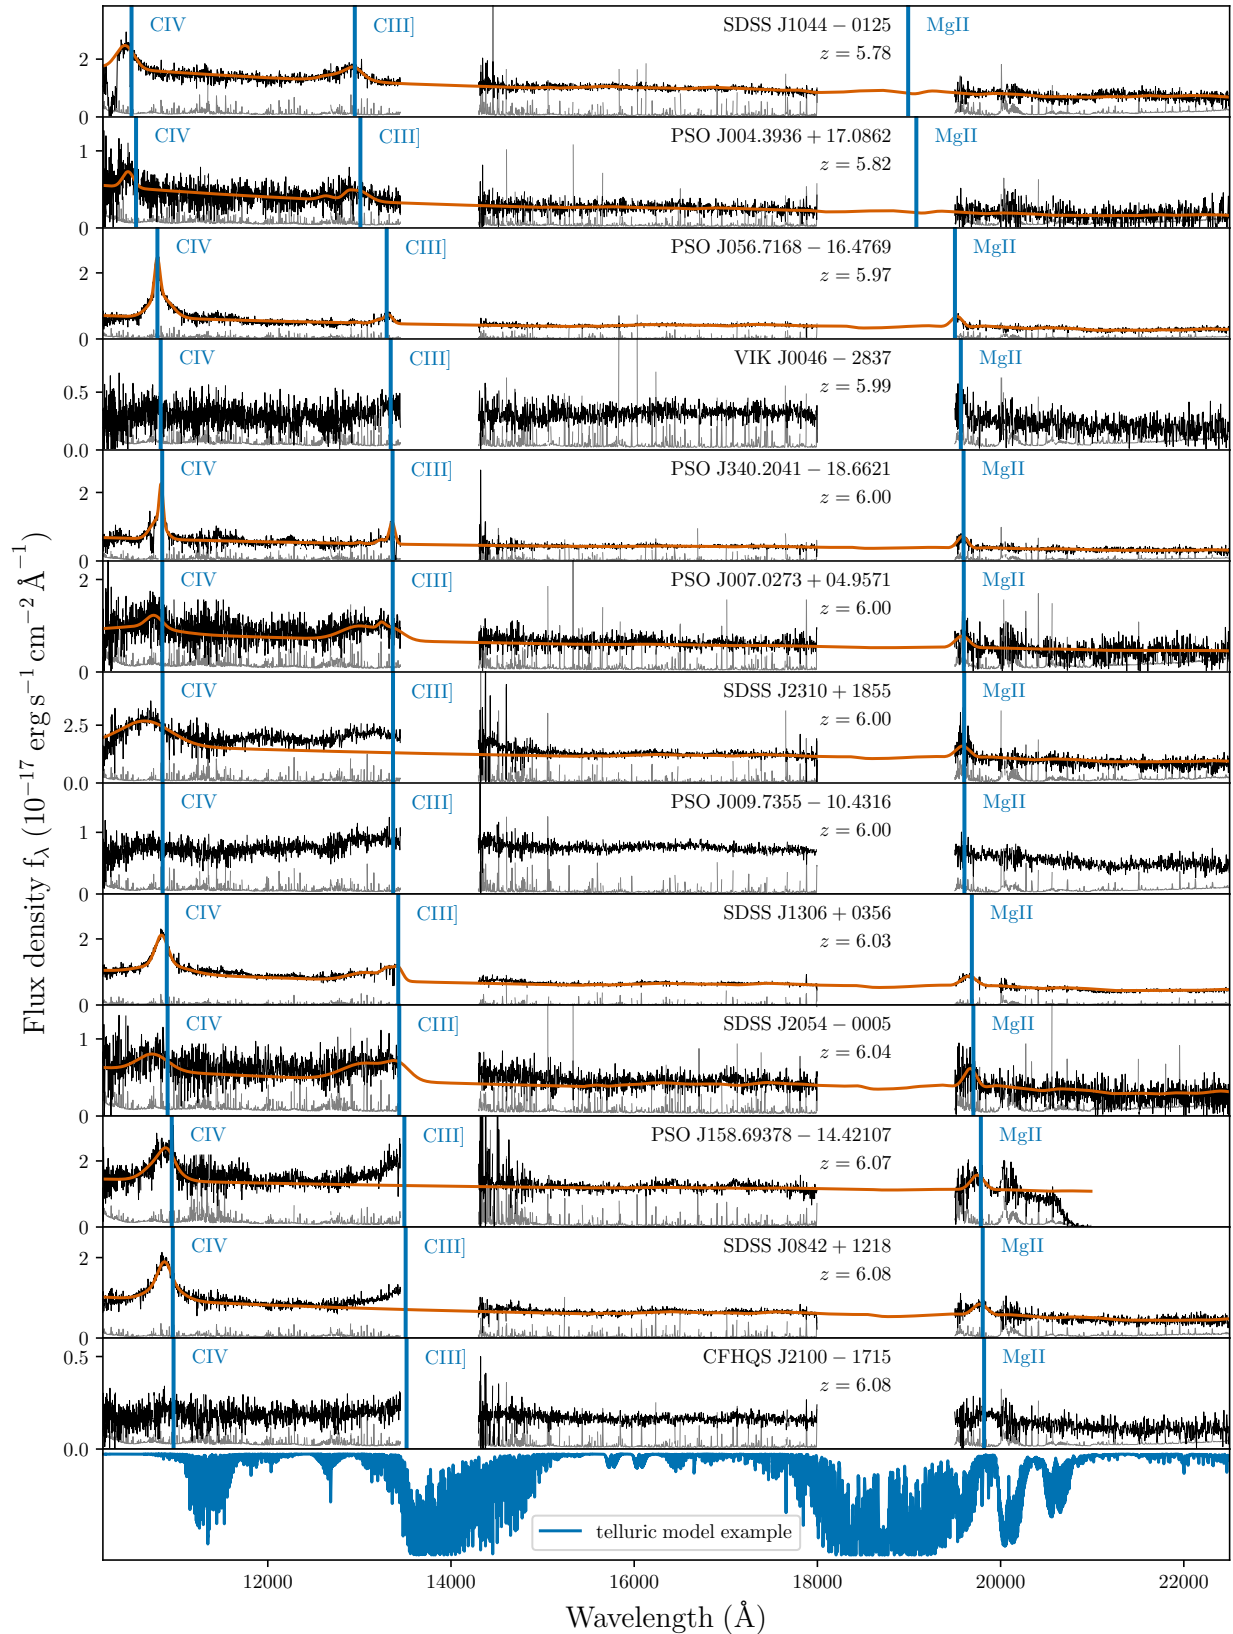 CIV CIII] SDSS J1044 − 0125 MgII
z = 5.78
2
0
CIV CIII] PSO J004.3936 + 17.0862 MgII
z = 5.82
1
0
CIV CIII] PSO J056.7168 − 16.4769 MgII
z = 5.97
2
0
CIV CIII] VIK J0046 − 2837 MgII
z = 5.99
0.5
0.0
CIV CIII] PSO J340.2041 − 18.6621 MgII
z = 6.00
2
0
CIV CIII] PSO J007.0273 + 04.9571 MgII
z = 6.00
2
0
CIV CIII] SDSS J2310 + 1855 MgII
z = 6.00
2.5
0.0
CIV CIII] PSO J009.7355 − 10.4316 MgII
z = 6.00
1
0
CIV CIII] SDSS J1306 + 0356 MgII
z = 6.03
2
0
CIV CIII] SDSS J2054 − 0005 MgII
z = 6.04
1
0
CIV CIII] PSO J158.69378 − 14.42107 MgII
z = 6.07
2
0
CIV CIII] SDSS J0842 + 1218 MgII
z = 6.08
2
0
CIV CIII] CFHQS J2100 − 1715 MgII
z = 6.08
0.5
0.0
Flux density f_λ (10⁻¹⁷ erg s⁻¹ cm⁻² Å⁻¹)
telluric model example
12000 14000 16000 18000 20000 22000
Wavelength (Å)